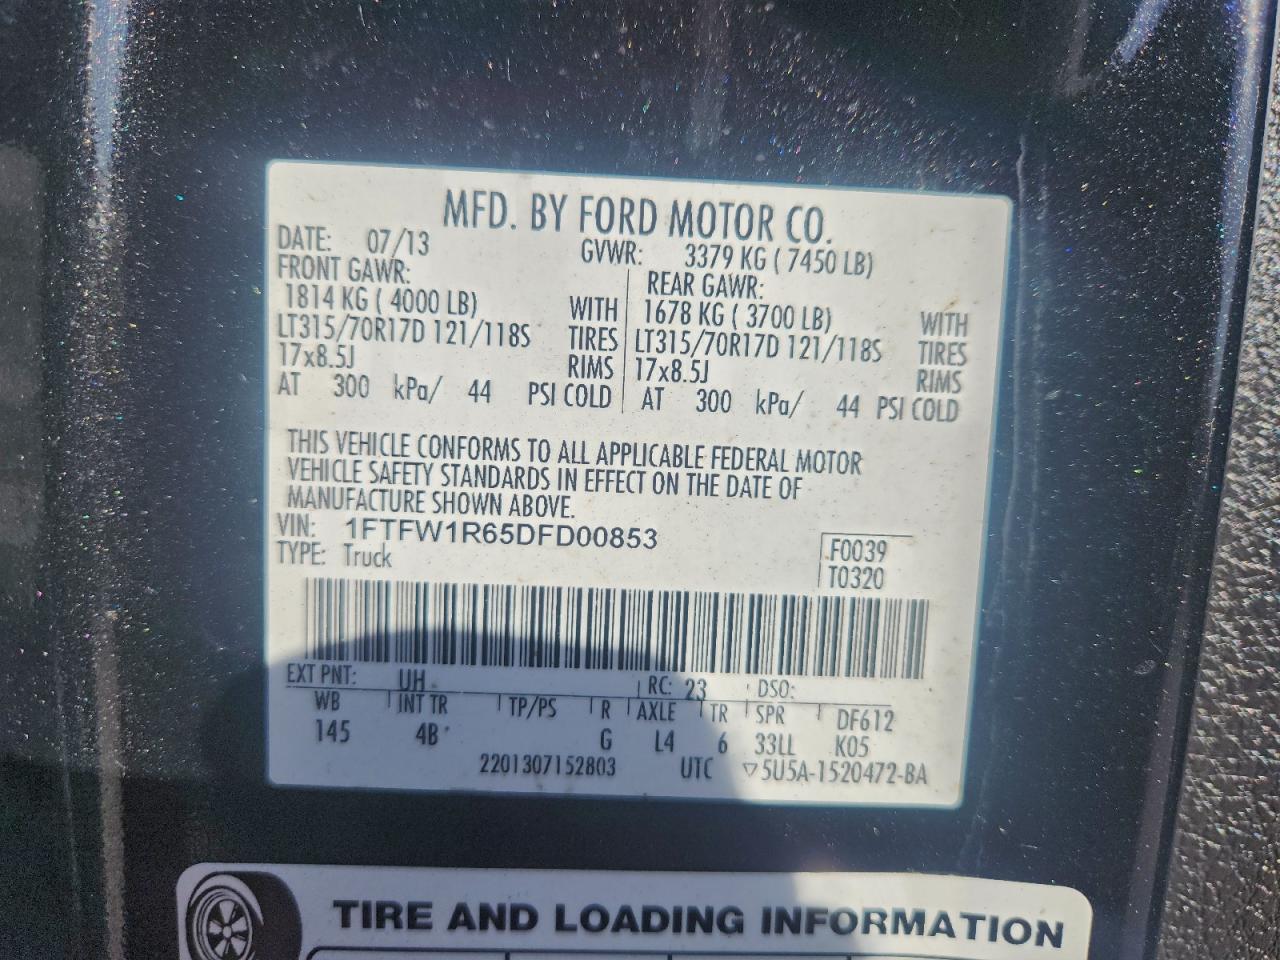 MFD. BY FORD MOTOR CO.
DATE: 07/13 GVWR: 3379 KG ( 7450 LB)
FRONT GAWR: REAR GAWR:
1814 KG ( 4000 LB) WITH 1678 KG ( 3700 LB) WITH
LT315/70R17D 121/118S TIRES LT315/70R17D 121/118S TIRES
17x8.5J RIMS 17x8.5J RIMS
AT 300 kPa/ 44 PSI COLD AT 300 kPa/ 44 PSI COLD
THIS VEHICLE CONFORMS TO ALL APPLICABLE FEDERAL MOTOR
VEHICLE SAFETY STANDARDS IN EFFECT ON THE DATE OF
MANUFACTURE SHOWN ABOVE.
VIN: 1FTFW1R65DFD00853
TYPE: Truck
F0039
T0320
EXT PNT: UH RC: 23 DSO:
WB INT TR TP/PS R AXLE TR SPR DF612
145 4B G L4 6 33LL K05
2201307152803 UTC ▽5U5A-1520472-BA
TIRE AND LOADING INFORMATION